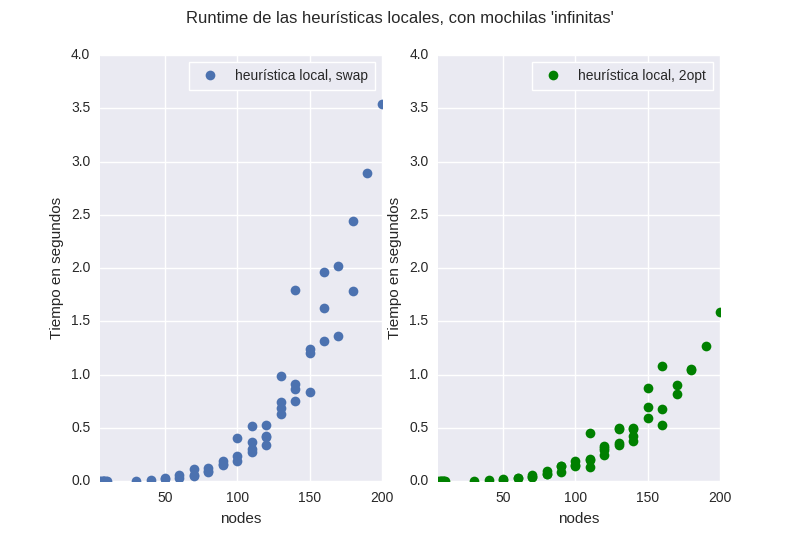 Runtime de las heurísticas locales, con mochilas 'infinitas'
heurística local, swap
4.0
3.5
3.0
2.5
2.0
1.5
1.0
0.5
0.0
Tiempo en segundos
50 100 150 200
nodes
heurística local, 2opt
4.0
3.5
3.0
2.5
2.0
1.5
1.0
0.5
0.0
Tiempo en segundos
50 100 150 200
nodes